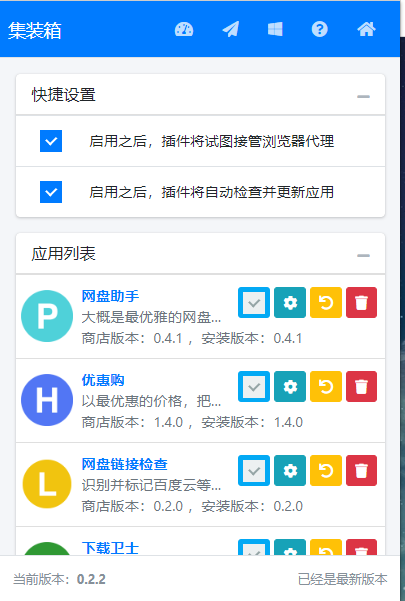 集装箱
快捷设置
启用之后，插件将试图接管浏览器代理
启用之后，插件将自动检查并更新应用
应用列表
P
网盘助手
大概是最优雅的网盘...
商店版本：0.4.1 ，安装版本：0.4.1
H
优惠购
以最优惠的价格，把...
商店版本：1.4.0 ，安装版本：1.4.0
L
网盘链接检查
识别并标记百度云等...
商店版本：0.2.0 ，安装版本：0.2.0
下载卫士
当前版本：0.2.2
已经是最新版本